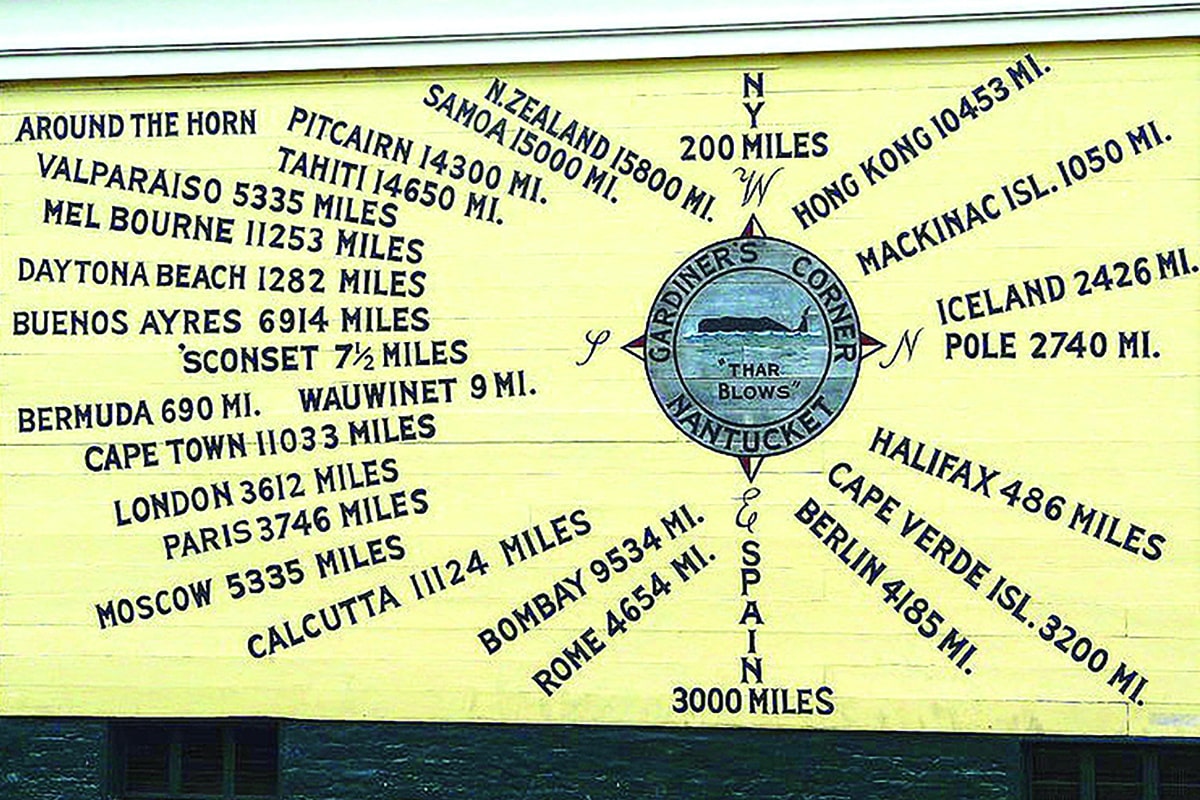 AROUND THE HORN
PITCAIRN 14300 MI.
TAHITI 14650 MI.
N. ZEALAND 15800 MI.
SAMOA 15000 MI.
NY
200 MILES
HONG KONG 10453 MI.
MACKINAC ISL. 1050 MI.
ICELAND 2426 MI.
POLE 2740 MI.
VALPARAISO 5335 MILES
MEL BOURNE 11253 MILES
DAYTONA BEACH 1282 MILES
BUENOS AYRES 6914 MILES
'SCONSET 7½ MILES
BERMUDA 690 MI.
WAUWINET 9 MI.
CAPE TOWN 11033 MILES
LONDON 3612 MILES
PARIS 3746 MILES
MOSCOW 5335 MILES
CALCUTTA 11124 MILES
BOMBAY 9534 MI.
ROME 4654 MI.
W
S
N
E
GARDINER'S CORNER
"THAR
BLOWS"
NANTUCKET
SPAIN
3000 MILES
HALIFAX 486 MILES
CAPE VERDE ISL. 3200 MI.
BERLIN 4185 MI.